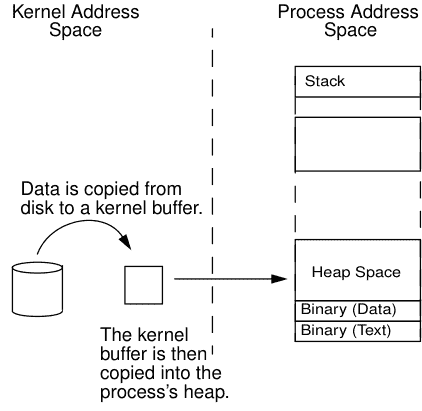 Kernel Address
Space
Process Address
Space
Stack
Data is copied from
disk to a kernel buffer.
Heap Space
Binary (Data)
Binary (Text)
The kernel
buffer is then
copied into the
process's heap.